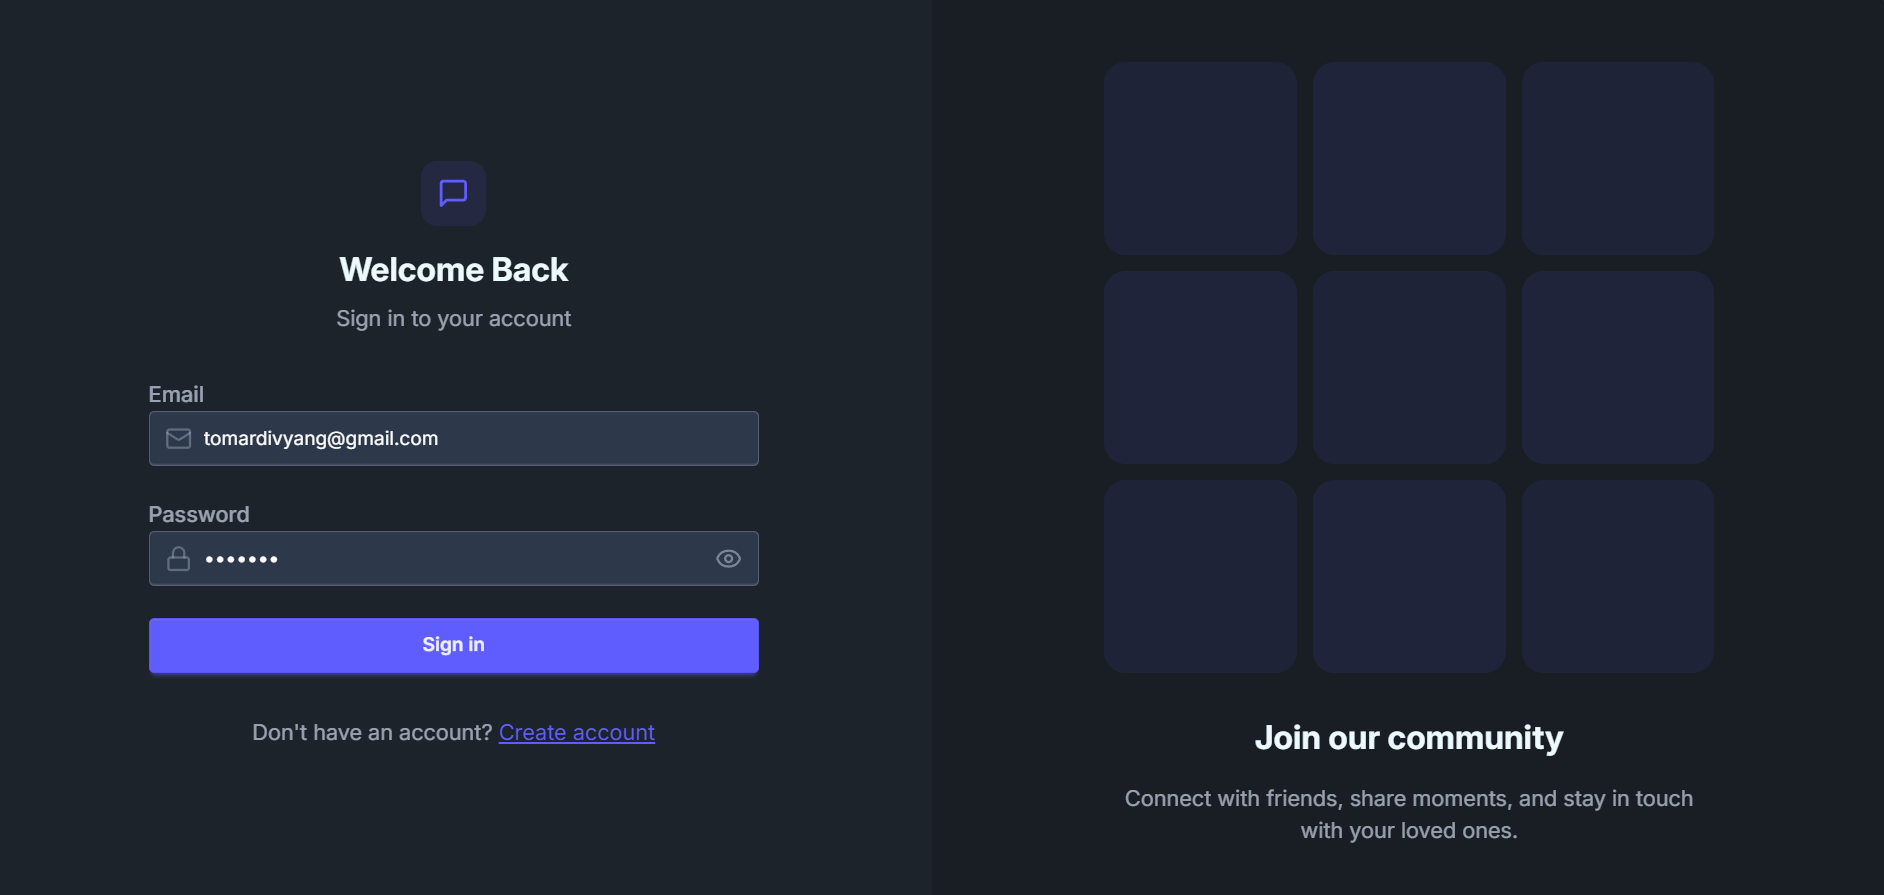 Welcome Back
Sign in to your account
Email
tomardivyang@gmail.com
Password
•••••••
Sign in
Don't have an account? Create account
Join our community
Connect with friends, share moments, and stay in touch
with your loved ones.